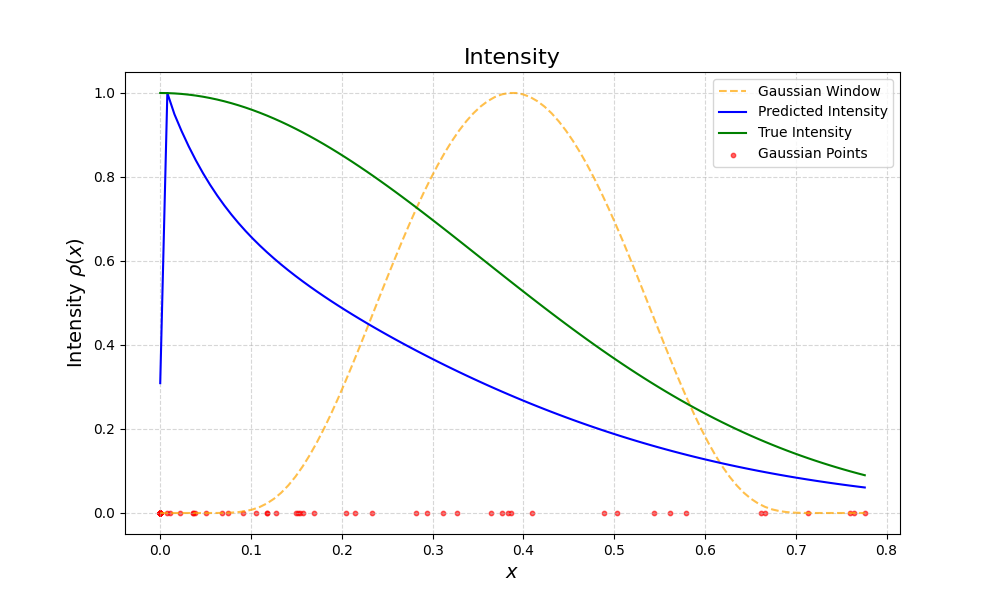 Intensity
Gaussian Window
Predicted Intensity
True Intensity
Gaussian Points
Intensity ρ(x)
1.0
0.8
0.6
0.4
0.2
0.0
0.0 0.1 0.2 0.3 0.4 0.5 0.6 0.7 0.8
x